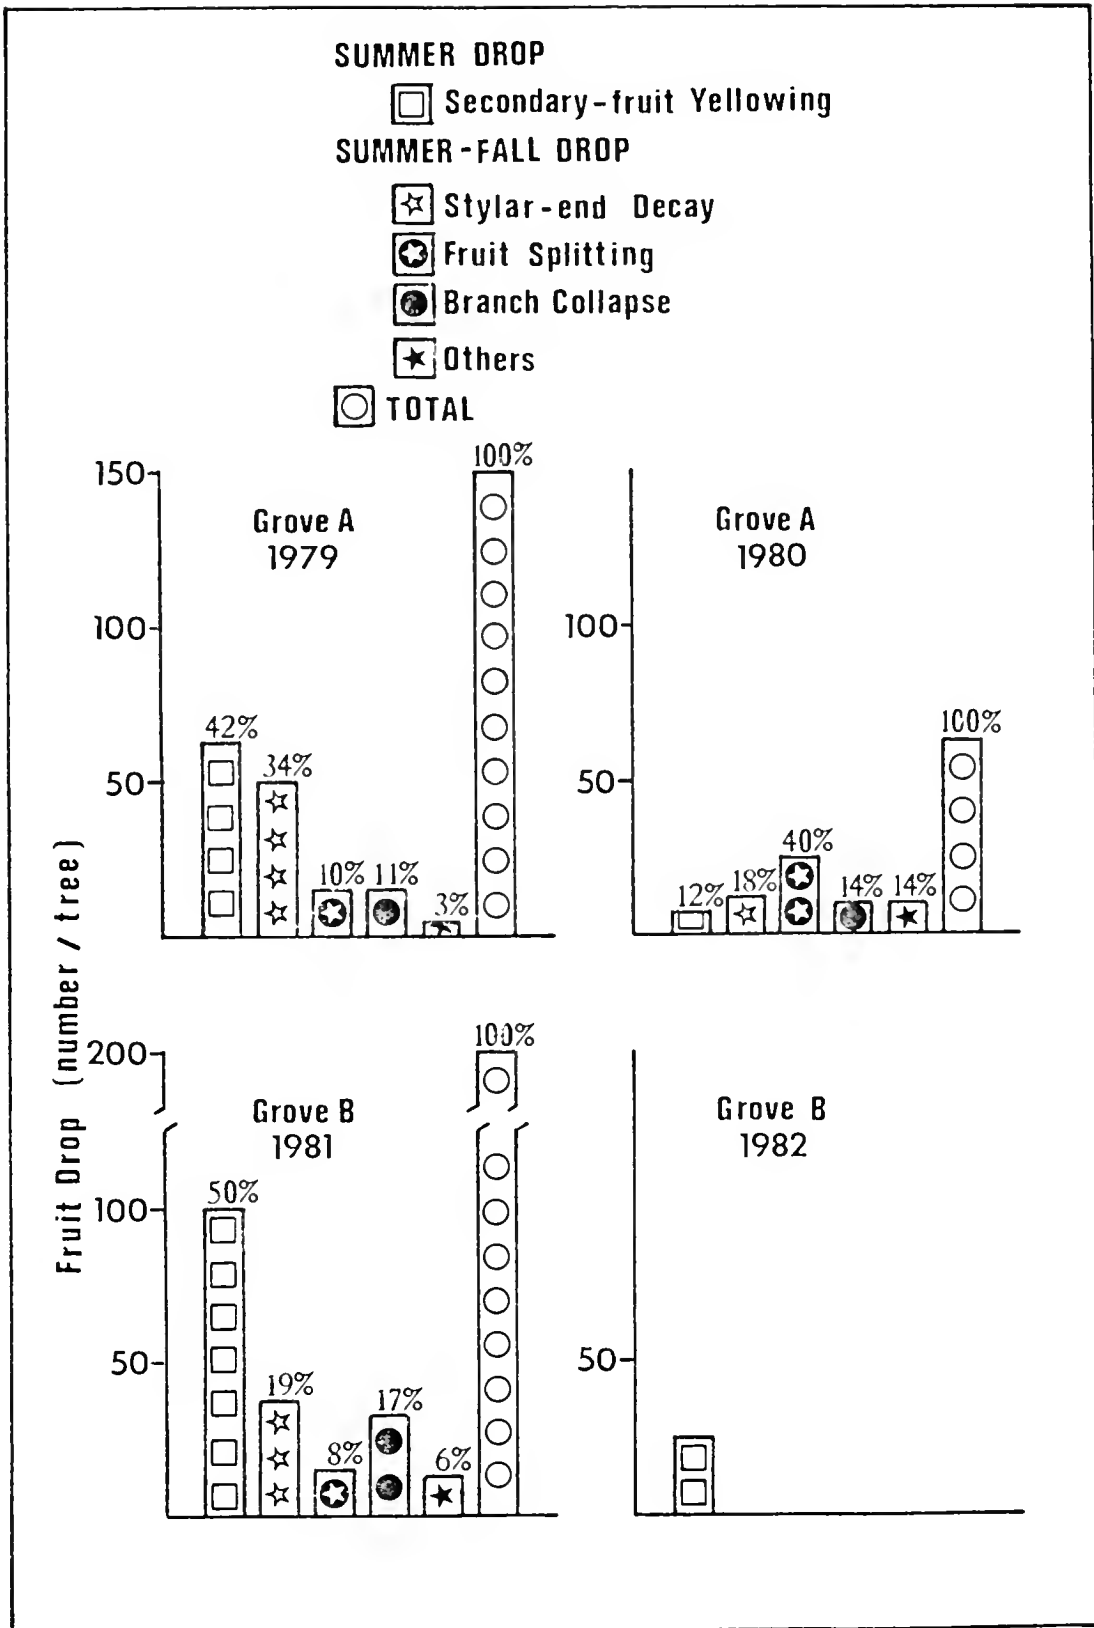 SUMMER DROP
Secondary-fruit Yellowing
SUMMER-FALL DROP
Stylar-end Decay
Fruit Splitting
Branch Collapse
Others
TOTAL
Fruit Drop (number / tree)
150
100
50
Grove A
1979
42%
34%
10%
11%
3%
100%
100
50
Grove A
1980
12%
18%
40%
14%
14%
100%
200
100
50
Grove B
1981
50%
19%
8%
17%
6%
100%
50
Grove B
1982